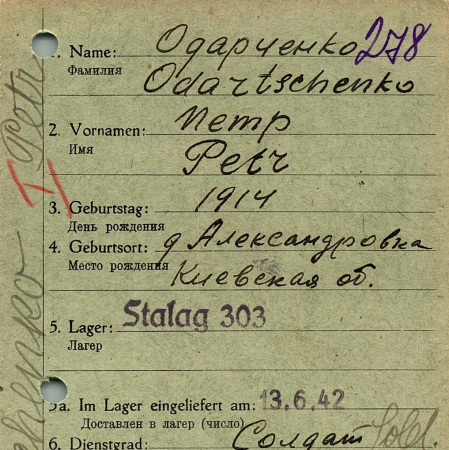 1. Name: Одарченко 278
Фамилия Odartschenko
2. Vornamen: Петр
Имя Petr
3. Geburtstag: 1914
День рождения
4. Geburtsort: д Александровка
Место рождения Киевская об.
5. Lager: Stalag 303
Лагерь
5a. Im Lager eingeliefert am: 13.6.42
Доставлен в лагерь (число)
6. Dienstgrad: Солдат Sold.
henko Petr